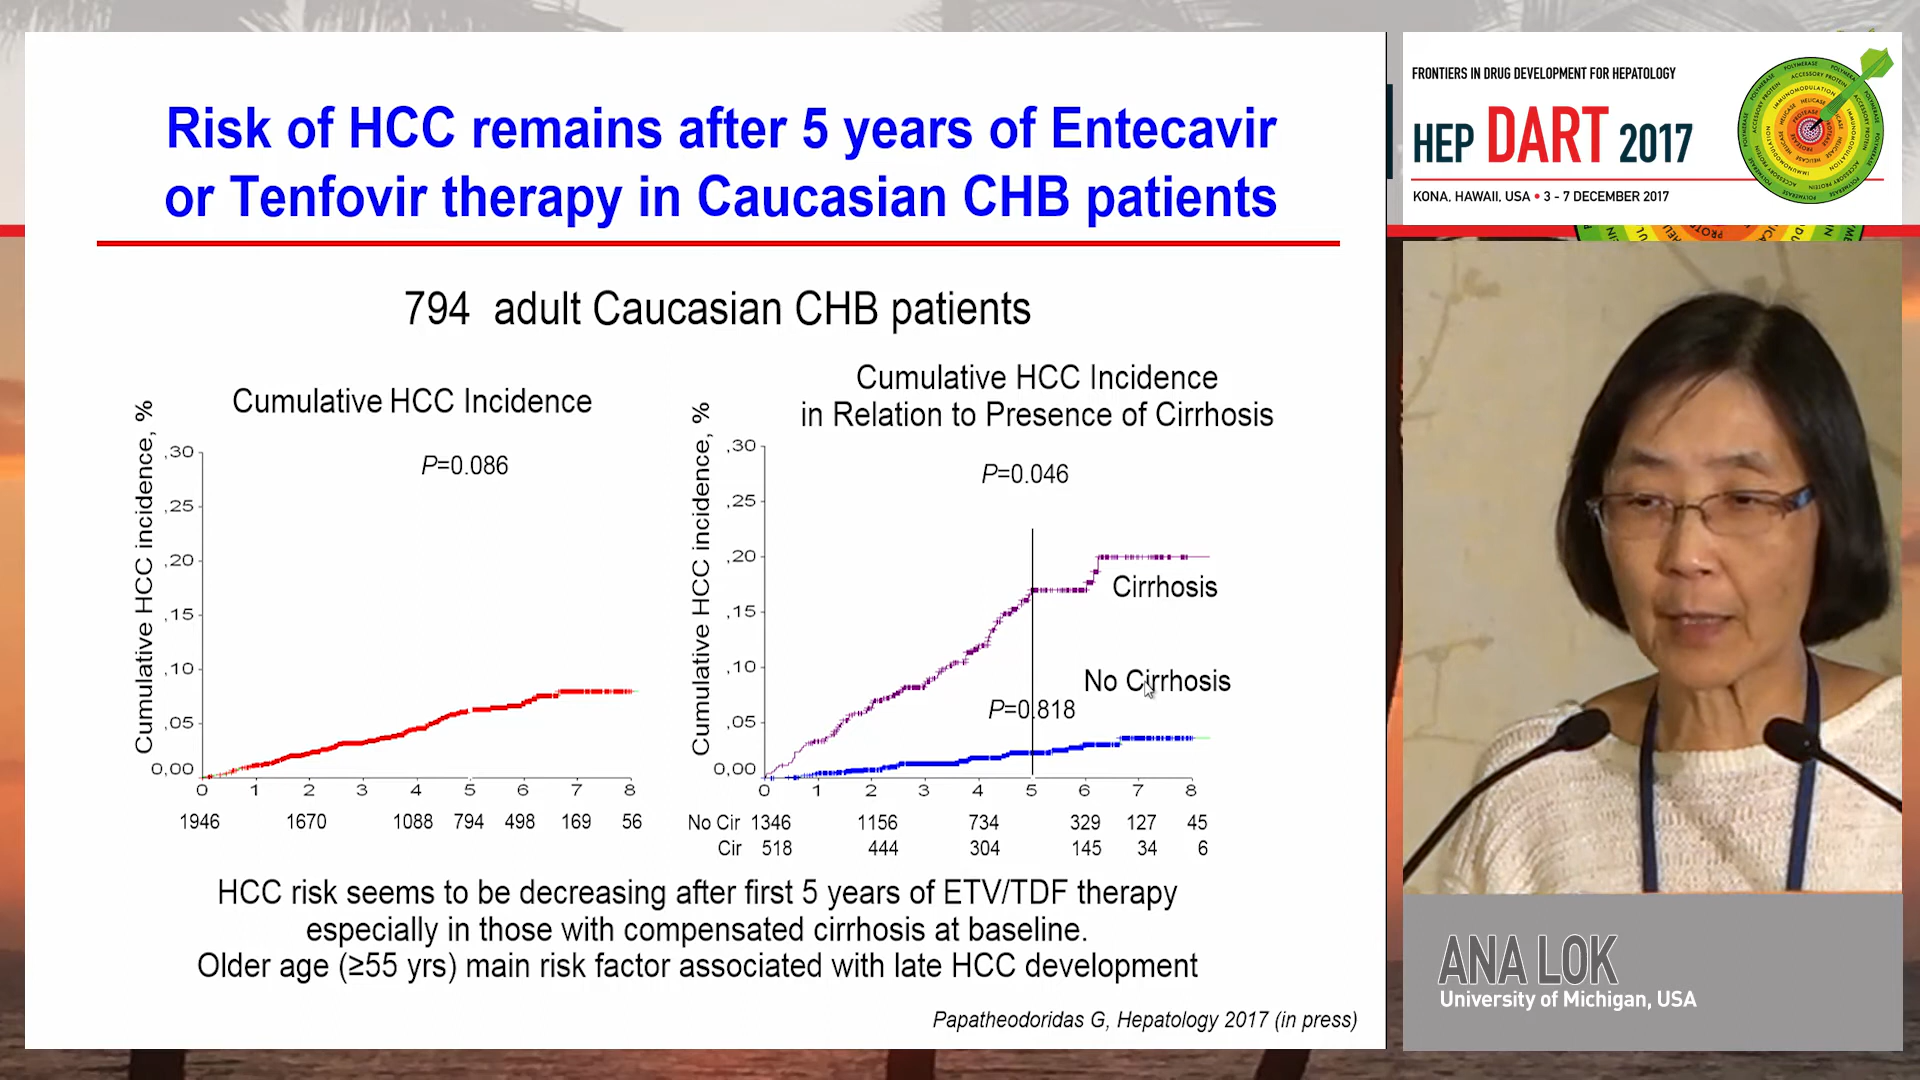 Risk of HCC remains after 5 years of Entecavir
or Tenfovir therapy in Caucasian CHB patients
794 adult Caucasian CHB patients
Cumulative HCC Incidence
Cumulative HCC incidence, %
P=0.086
,30
,25
,20
,15
,10
,05
0,00
0 1 2 3 4 5 6 7 8
1946 1670 1088 794 498 169 56
Cumulative HCC Incidence
in Relation to Presence of Cirrhosis
Cumulative HCC incidence, %
P=0.046
,30
,25
,20
,15
,10
,05
0,00
Cirrhosis
No Cirrhosis
P=0.818
0 1 2 3 4 5 6 7 8
No Cir 1346 1156 734 329 127 45
Cir 518 444 304 145 34 6
HCC risk seems to be decreasing after first 5 years of ETV/TDF therapy
especially in those with compensated cirrhosis at baseline.
Older age (≥55 yrs) main risk factor associated with late HCC development
Papatheodoridas G, Hepatology 2017 (in press)
FRONTIERS IN DRUG DEVELOPMENT FOR HEPATOLOGY
HEP DART 2017
KONA, HAWAII, USA • 3 - 7 DECEMBER 2017
ANA LOK
University of Michigan, USA